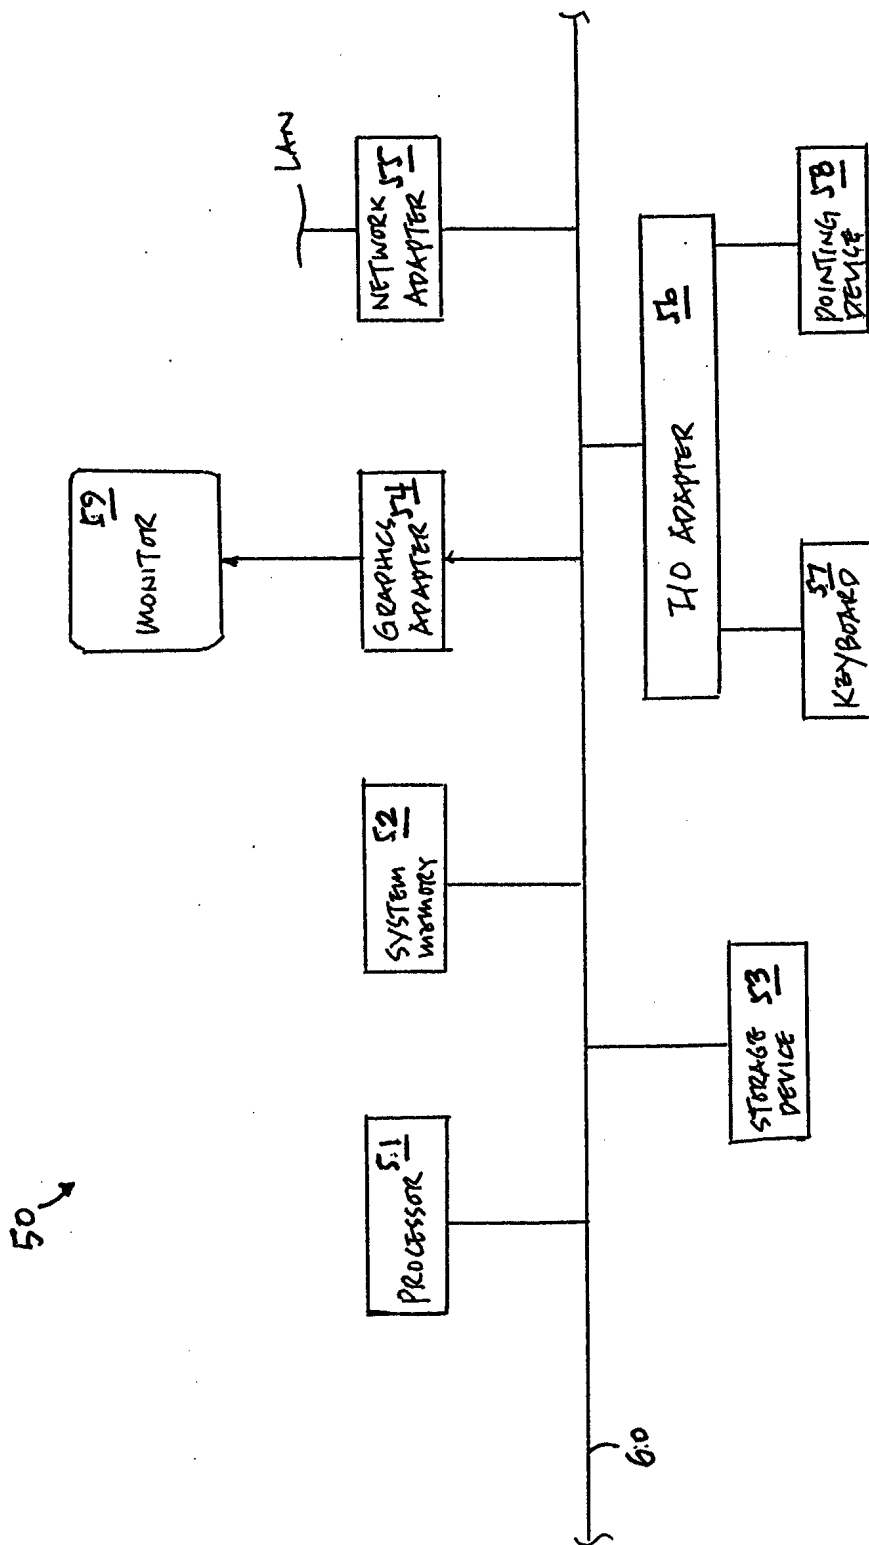 50
MONITOR 59
LAN
PROCESSOR 51
SYSTEM 52
MEMORY
GRAPHICS
ADAPTER 54
NETWORK
ADAPTER 55
60
I/O ADAPTER 56
STORAGE 53
DEVICE
57
KEYBOARD
POINTING 58
DEVICE